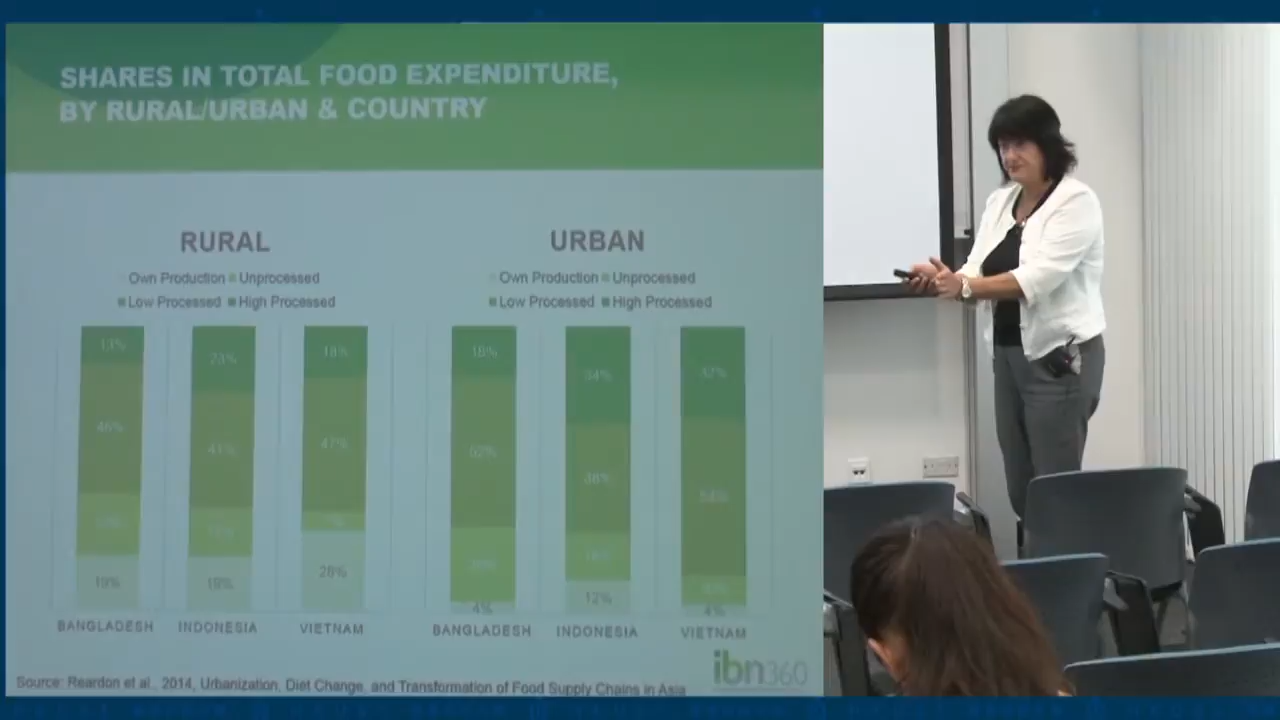 SHARES IN TOTAL FOOD EXPENDITURE,
BY RURAL/URBAN & COUNTRY
RURAL
Own Production Unprocessed
Low Processed High Processed
13% 23% 18%
46% 41% 47%
19% 19% 28%
BANGLADESH INDONESIA VIETNAM
URBAN
Own Production Unprocessed
Low Processed High Processed
18% 34% 32%
38% 54%
4% 12% 4%
BANGLADESH INDONESIA VIETNAM
ibn360
Source: Reardon et al., 2014, Urbanization, Diet Change, and Transformation of Food Supply Chains in Asia